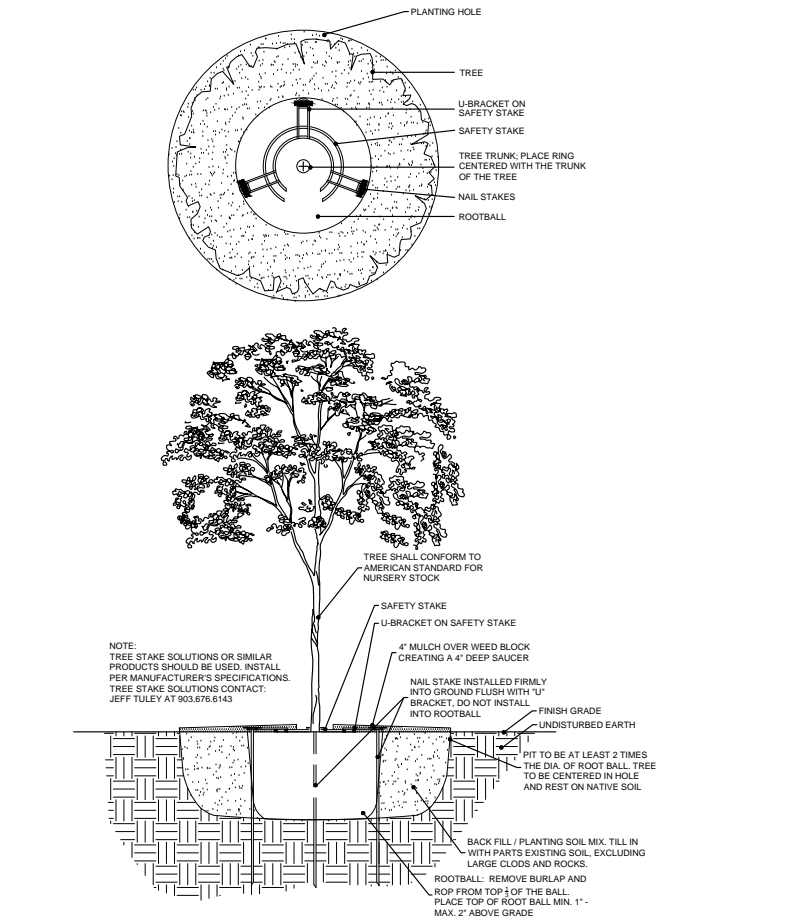 PLANTING HOLE
TREE
U-BRACKET ON
SAFETY STAKE
SAFETY STAKE
TREE TRUNK; PLACE RING
CENTERED WITH THE TRUNK
OF THE TREE
NAIL STAKES
ROOTBALL
TREE SHALL CONFORM TO
AMERICAN STANDARD FOR
NURSERY STOCK
SAFETY STAKE
U-BRACKET ON SAFETY STAKE
4" MULCH OVER WEED BLOCK
CREATING A 4" DEEP SAUCER
NOTE:
TREE STAKE SOLUTIONS OR SIMILAR
PRODUCTS SHOULD BE USED. INSTALL
PER MANUFACTURER'S SPECIFICATIONS.
TREE STAKE SOLUTIONS CONTACT:
JEFF TULEY AT 903.676.6143
NAIL STAKE INSTALLED FIRMLY
INTO GROUND FLUSH WITH "U"
BRACKET, DO NOT INSTALL
INTO ROOTBALL
FINISH GRADE
UNDISTURBED EARTH
PIT TO BE AT LEAST 2 TIMES
THE DIA. OF ROOT BALL. TREE
TO BE CENTERED IN HOLE
AND REST ON NATIVE SOIL
BACK FILL / PLANTING SOIL MIX. TILL IN
WITH PARTS EXISTING SOIL, EXCLUDING
LARGE CLODS AND ROCKS.
ROOTBALL: REMOVE BURLAP AND
ROP FROM TOP ½ OF THE BALL.
PLACE TOP OF ROOT BALL MIN. 1" -
MAX. 2" ABOVE GRADE